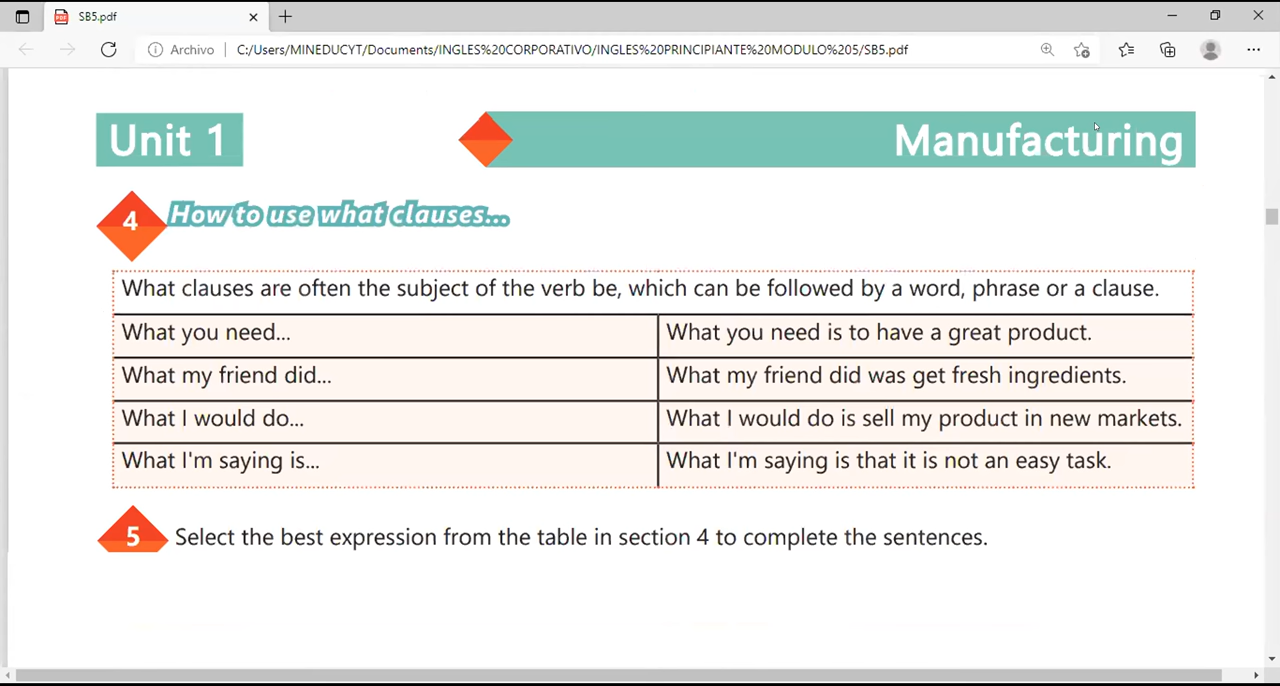 SB5.pdf
Archivo
C:/Users/MINEDUCYT/Documents/INGLES%20CORPORATIVO/INGLES%20PRINCIPIANTE%20MODULO%205/SB5.pdf
Unit 1
Manufacturing
4 How to use what clauses...
What clauses are often the subject of the verb be, which can be followed by a word, phrase or a clause.
What you need... What you need is to have a great product.
What my friend did... What my friend did was get fresh ingredients.
What I would do... What I would do is sell my product in new markets.
What I'm saying is... What I'm saying is that it is not an easy task.
5 Select the best expression from the table in section 4 to complete the sentences.